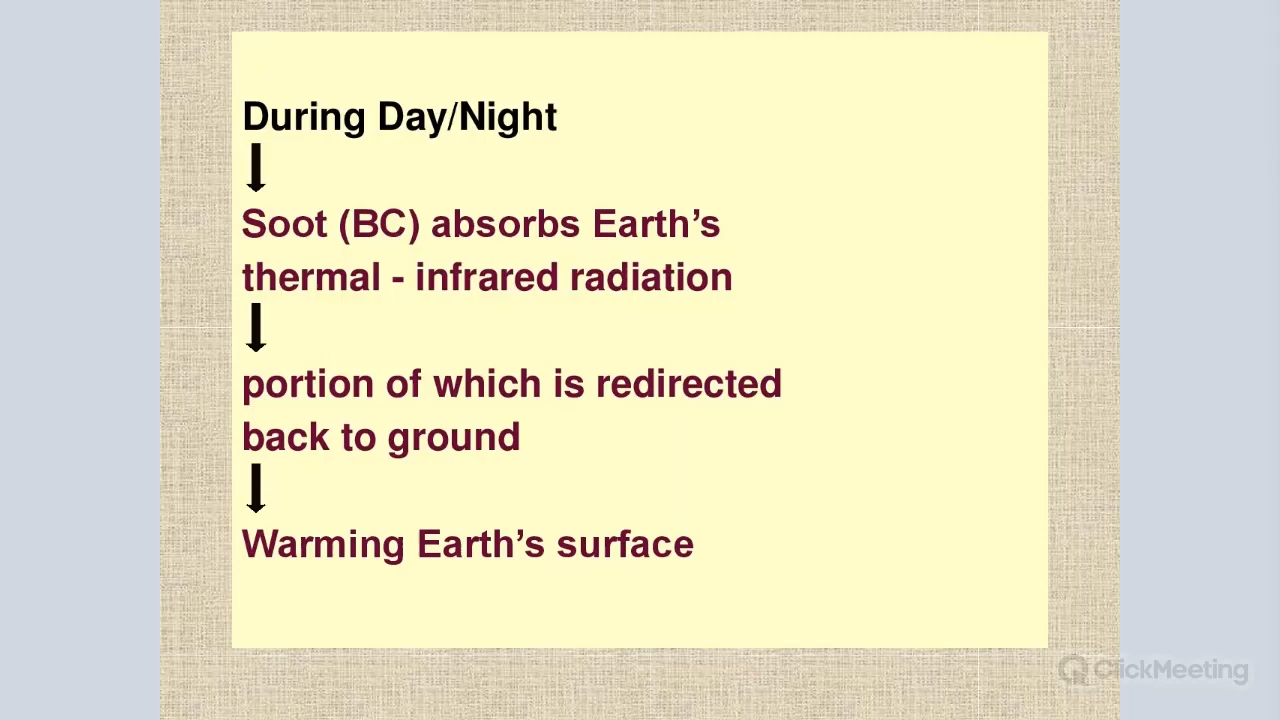 During Day/Night
Soot (BC) absorbs Earth’s
thermal - infrared radiation
portion of which is redirected
back to ground
Warming Earth’s surface
ClickMeeting